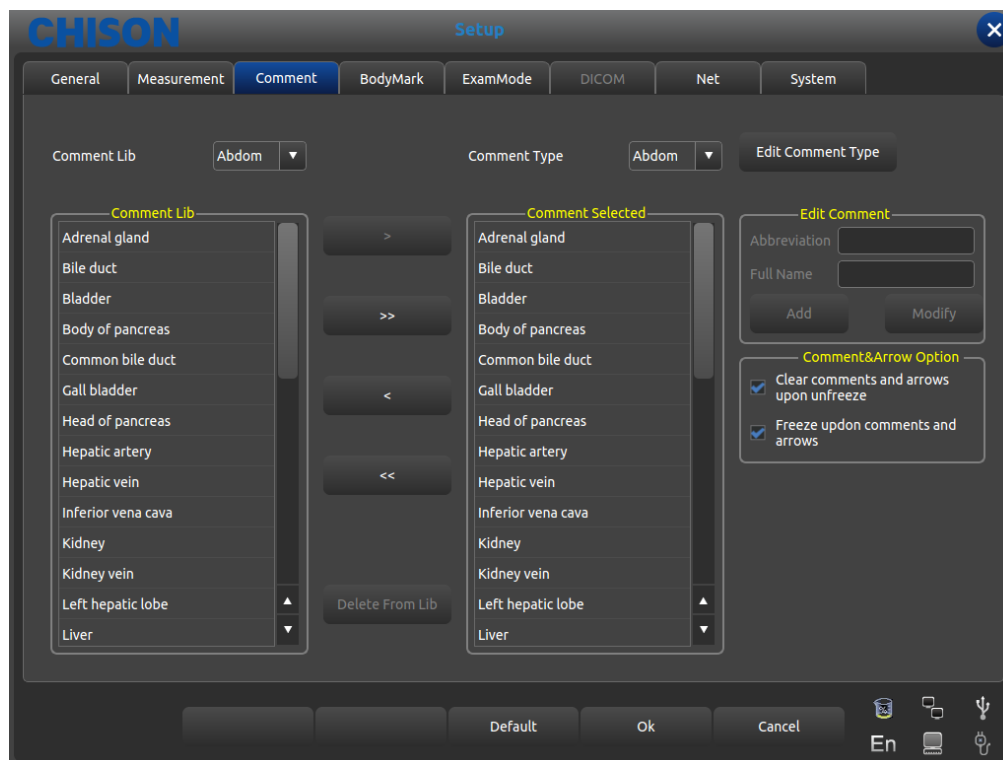 CHISON
Setup
General Measurement Comment BodyMark ExamMode DICOM Net System
Comment Lib Abdom Comment Type Abdom Edit Comment Type
Comment Lib
Adrenal gland
Bile duct
Bladder
Body of pancreas
Common bile duct
Gall bladder
Head of pancreas
Hepatic artery
Hepatic vein
Inferior vena cava
Kidney
Kidney vein
Left hepatic lobe
Liver
>
>>
<
<<
Delete From Lib
Comment Selected
Adrenal gland
Bile duct
Bladder
Body of pancreas
Common bile duct
Gall bladder
Head of pancreas
Hepatic artery
Hepatic vein
Inferior vena cava
Kidney
Kidney vein
Left hepatic lobe
Liver
Edit Comment
Abbreviation
Full Name
Add Modify
Comment&Arrow Option
Clear comments and arrows
upon unfreeze
Freeze updon comments and
arrows
Default Ok Cancel
En